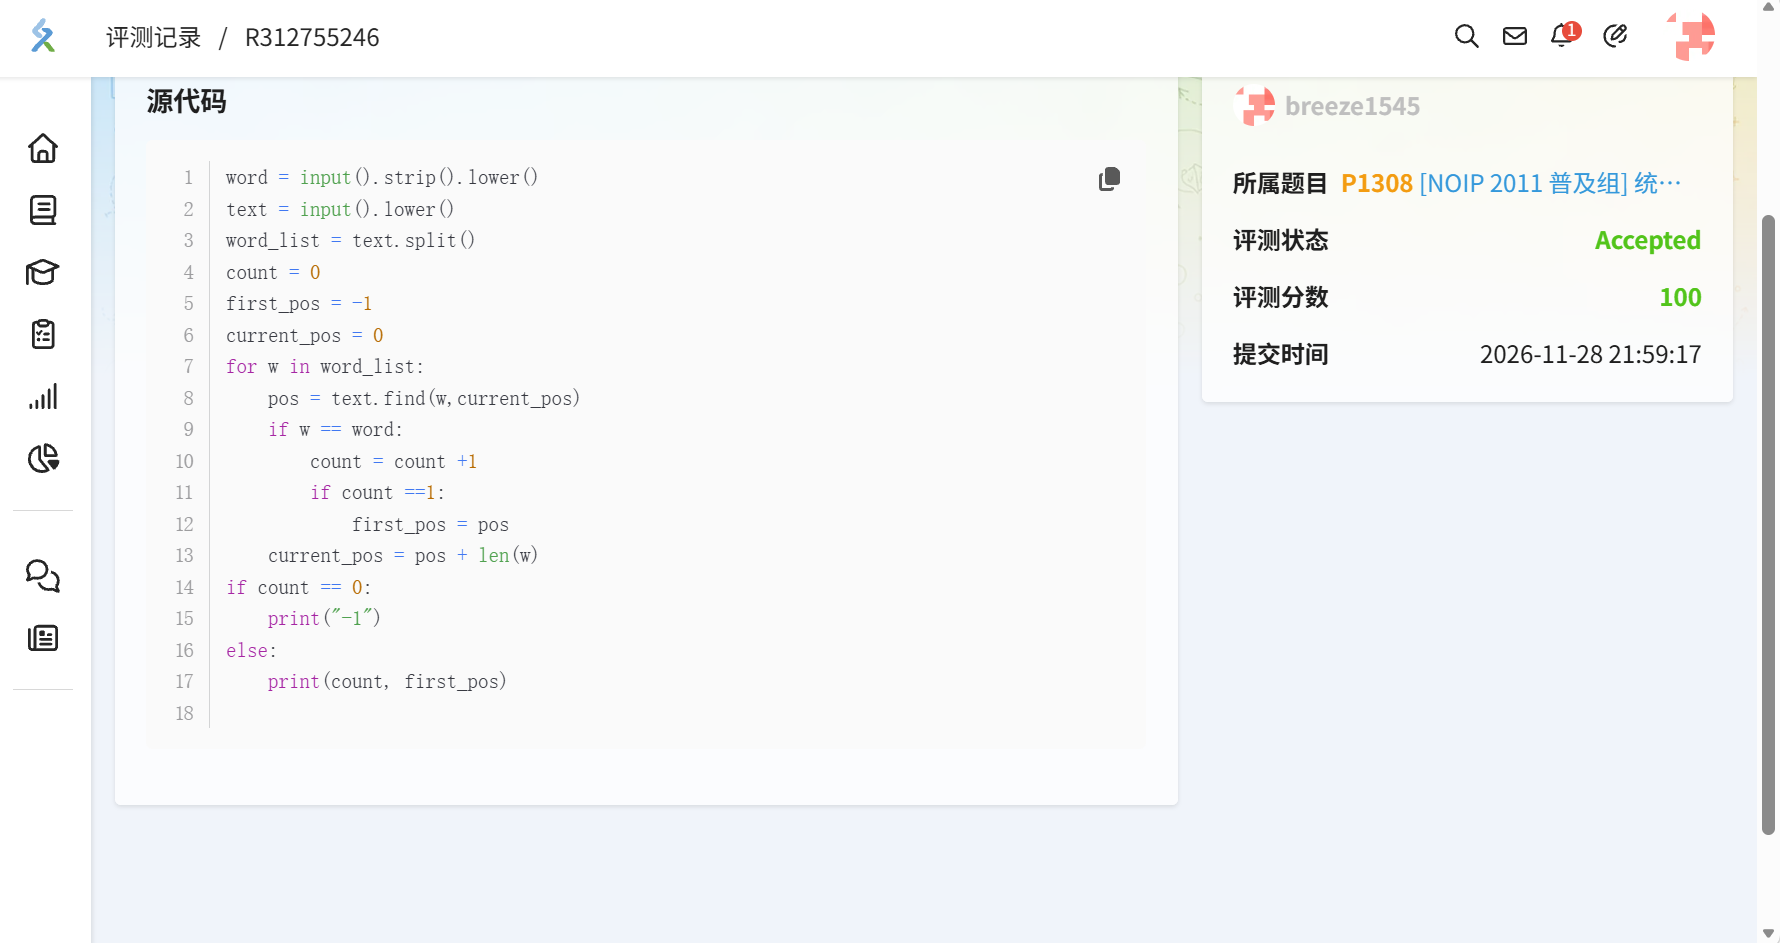 评测记录 / R312755246
1
源代码
1 word = input().strip().lower()
2 text = input().lower()
3 word_list = text.split()
4 count = 0
5 first_pos = -1
6 current_pos = 0
7 for w in word_list:
8     pos = text.find(w,current_pos)
9     if w == word:
10         count = count +1
11         if count ==1:
12             first_pos = pos
13     current_pos = pos + len(w)
14 if count == 0:
15     print("-1")
16 else:
17     print(count, first_pos)
18
breeze1545
所属题目 P1308 [NOIP 2011 普及组] 统…
评测状态 Accepted
评测分数 100
提交时间 2026-11-28 21:59:17